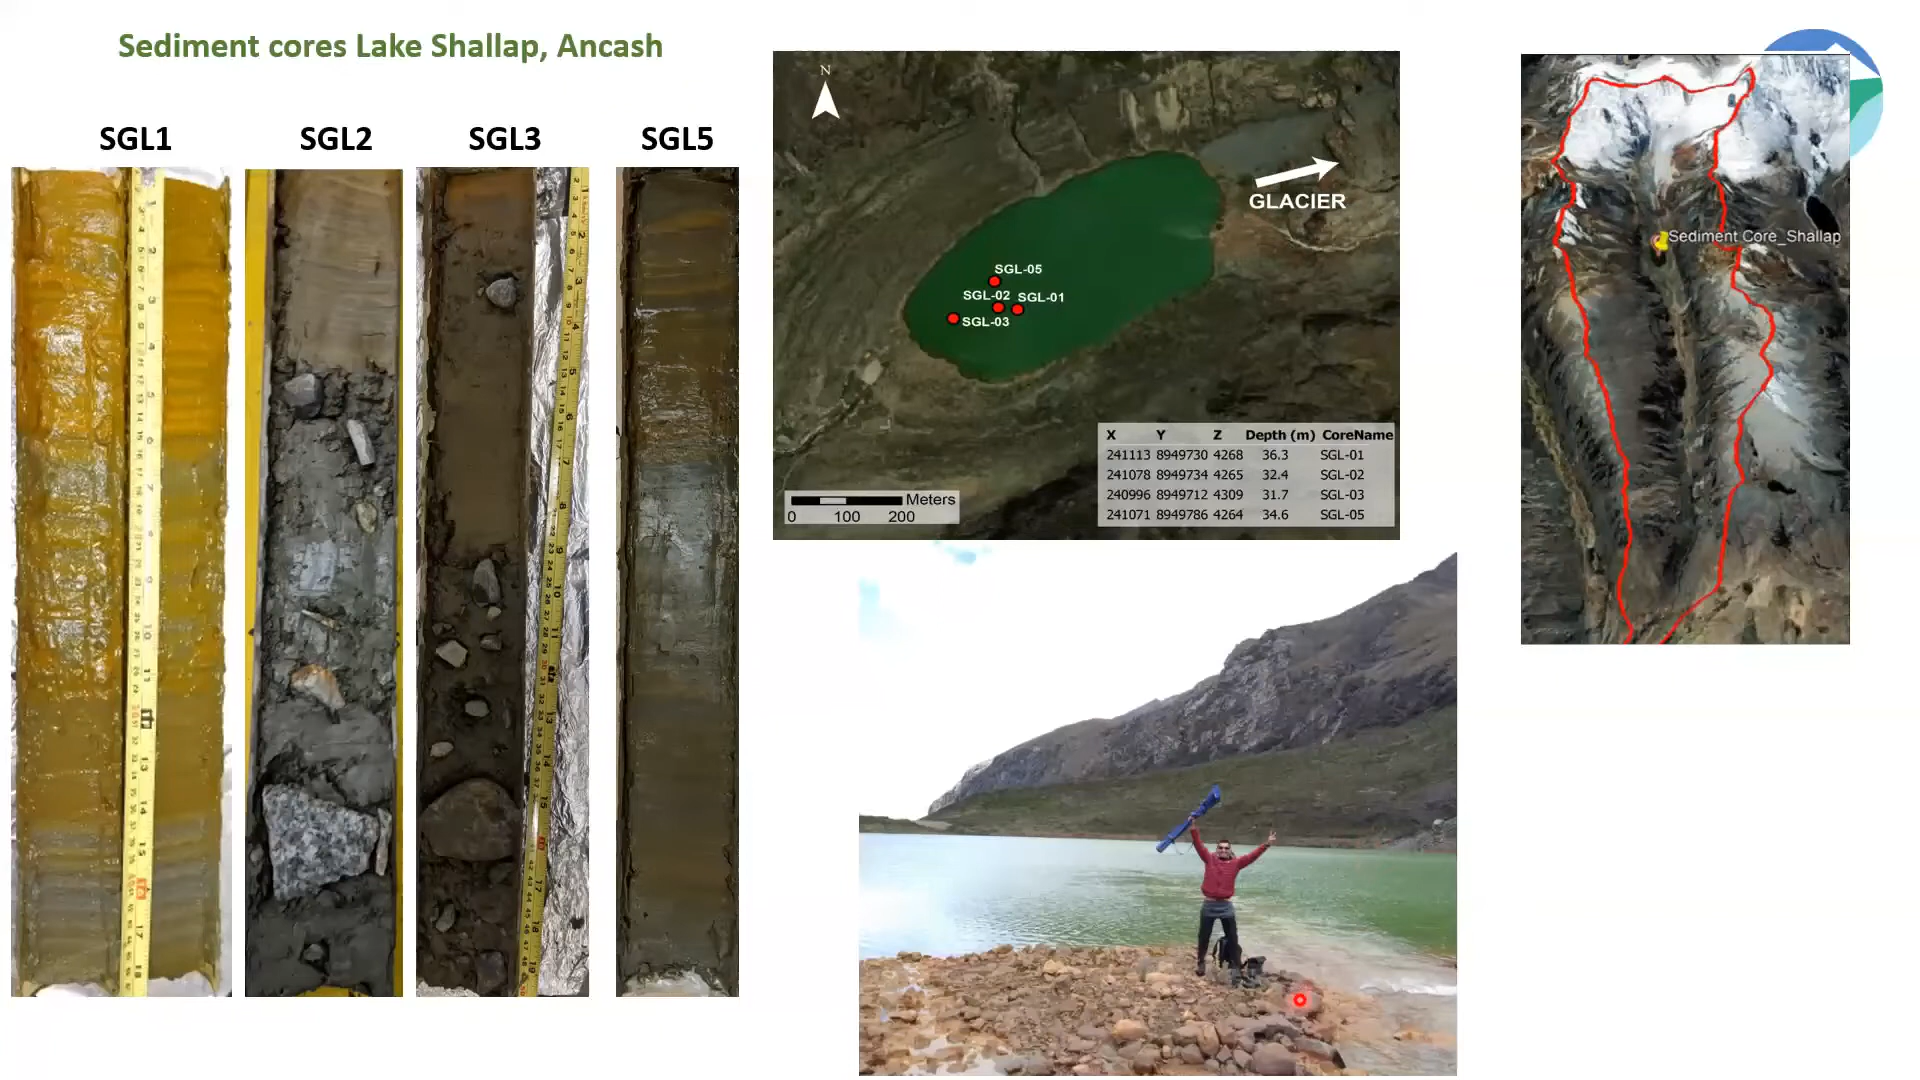 Sediment cores Lake Shallap, Ancash
SGL1
SGL2
SGL3
SGL5
N
GLACIER
SGL-05
SGL-02
SGL-01
SGL-03
X Y Z Depth (m) CoreName
241113 8949730 4268 36.3 SGL-01
241078 8949734 4265 32.4 SGL-02
240996 8949712 4309 31.7 SGL-03
241071 8949786 4264 34.6 SGL-05
Meters
0 100 200
Sediment Core_Shallap